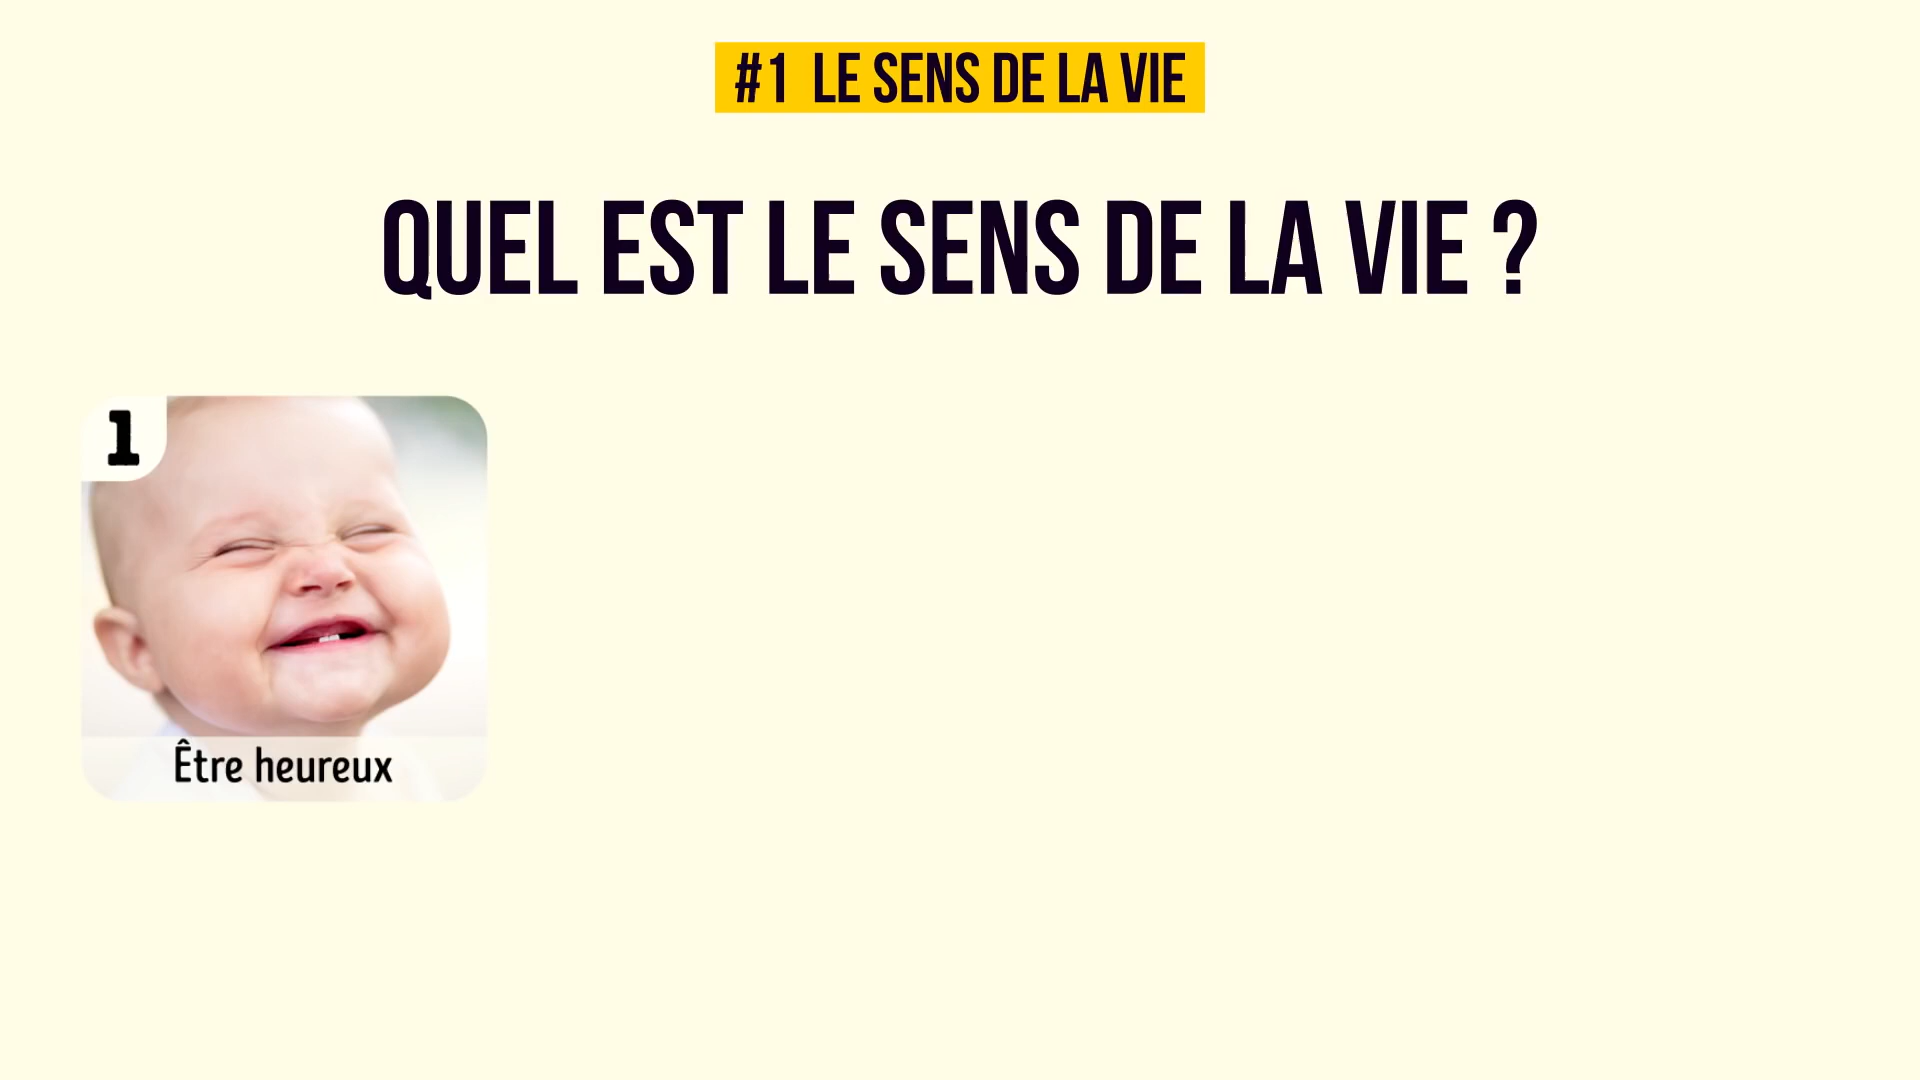 #1 LE SENS DE LA VIE
QUEL EST LE SENS DE LA VIE ?
1
Être heureux